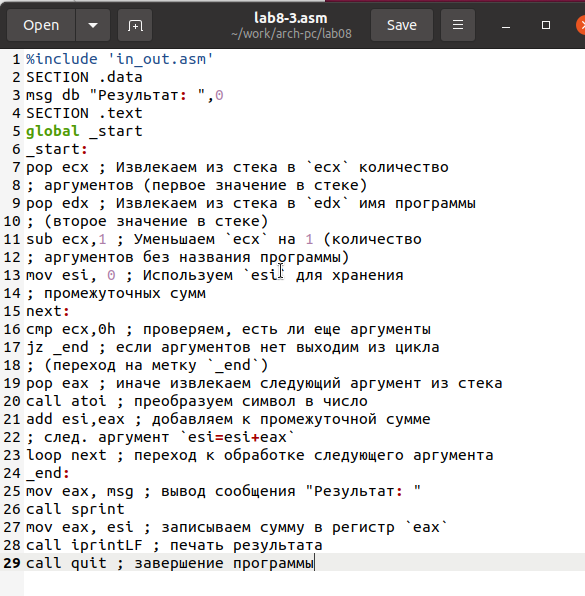 Open
lab8-3.asm
~/work/arch-pc/lab08
Save
1 %include 'in_out.asm'
2 SECTION .data
3 msg db "Результат: ",0
4 SECTION .text
5 global _start
6 _start:
7 pop ecx ; Извлекаем из стека в `ecx` количество
8 ; аргументов (первое значение в стеке)
9 pop edx ; Извлекаем из стека в `edx` имя программы
10 ; (второе значение в стеке)
11 sub ecx,1 ; Уменьшаем `ecx` на 1 (количество
12 ; аргументов без названия программы)
13 mov esi, 0 ; Используем `esi` для хранения
14 ; промежуточных сумм
15 next:
16 cmp ecx,0h ; проверяем, есть ли еще аргументы
17 jz _end ; если аргументов нет выходим из цикла
18 ; (переход на метку `_end`)
19 pop eax ; иначе извлекаем следующий аргумент из стека
20 call atoi ; преобразуем символ в число
21 add esi,eax ; добавляем к промежуточной сумме
22 ; след. аргумент `esi=esi+eax`
23 loop next ; переход к обработке следующего аргумента
24 _end:
25 mov eax, msg ; вывод сообщения "Результат: "
26 call sprint
27 mov eax, esi ; записываем сумму в регистр `eax`
28 call iprintLF ; печать результата
29 call quit ; завершение программы